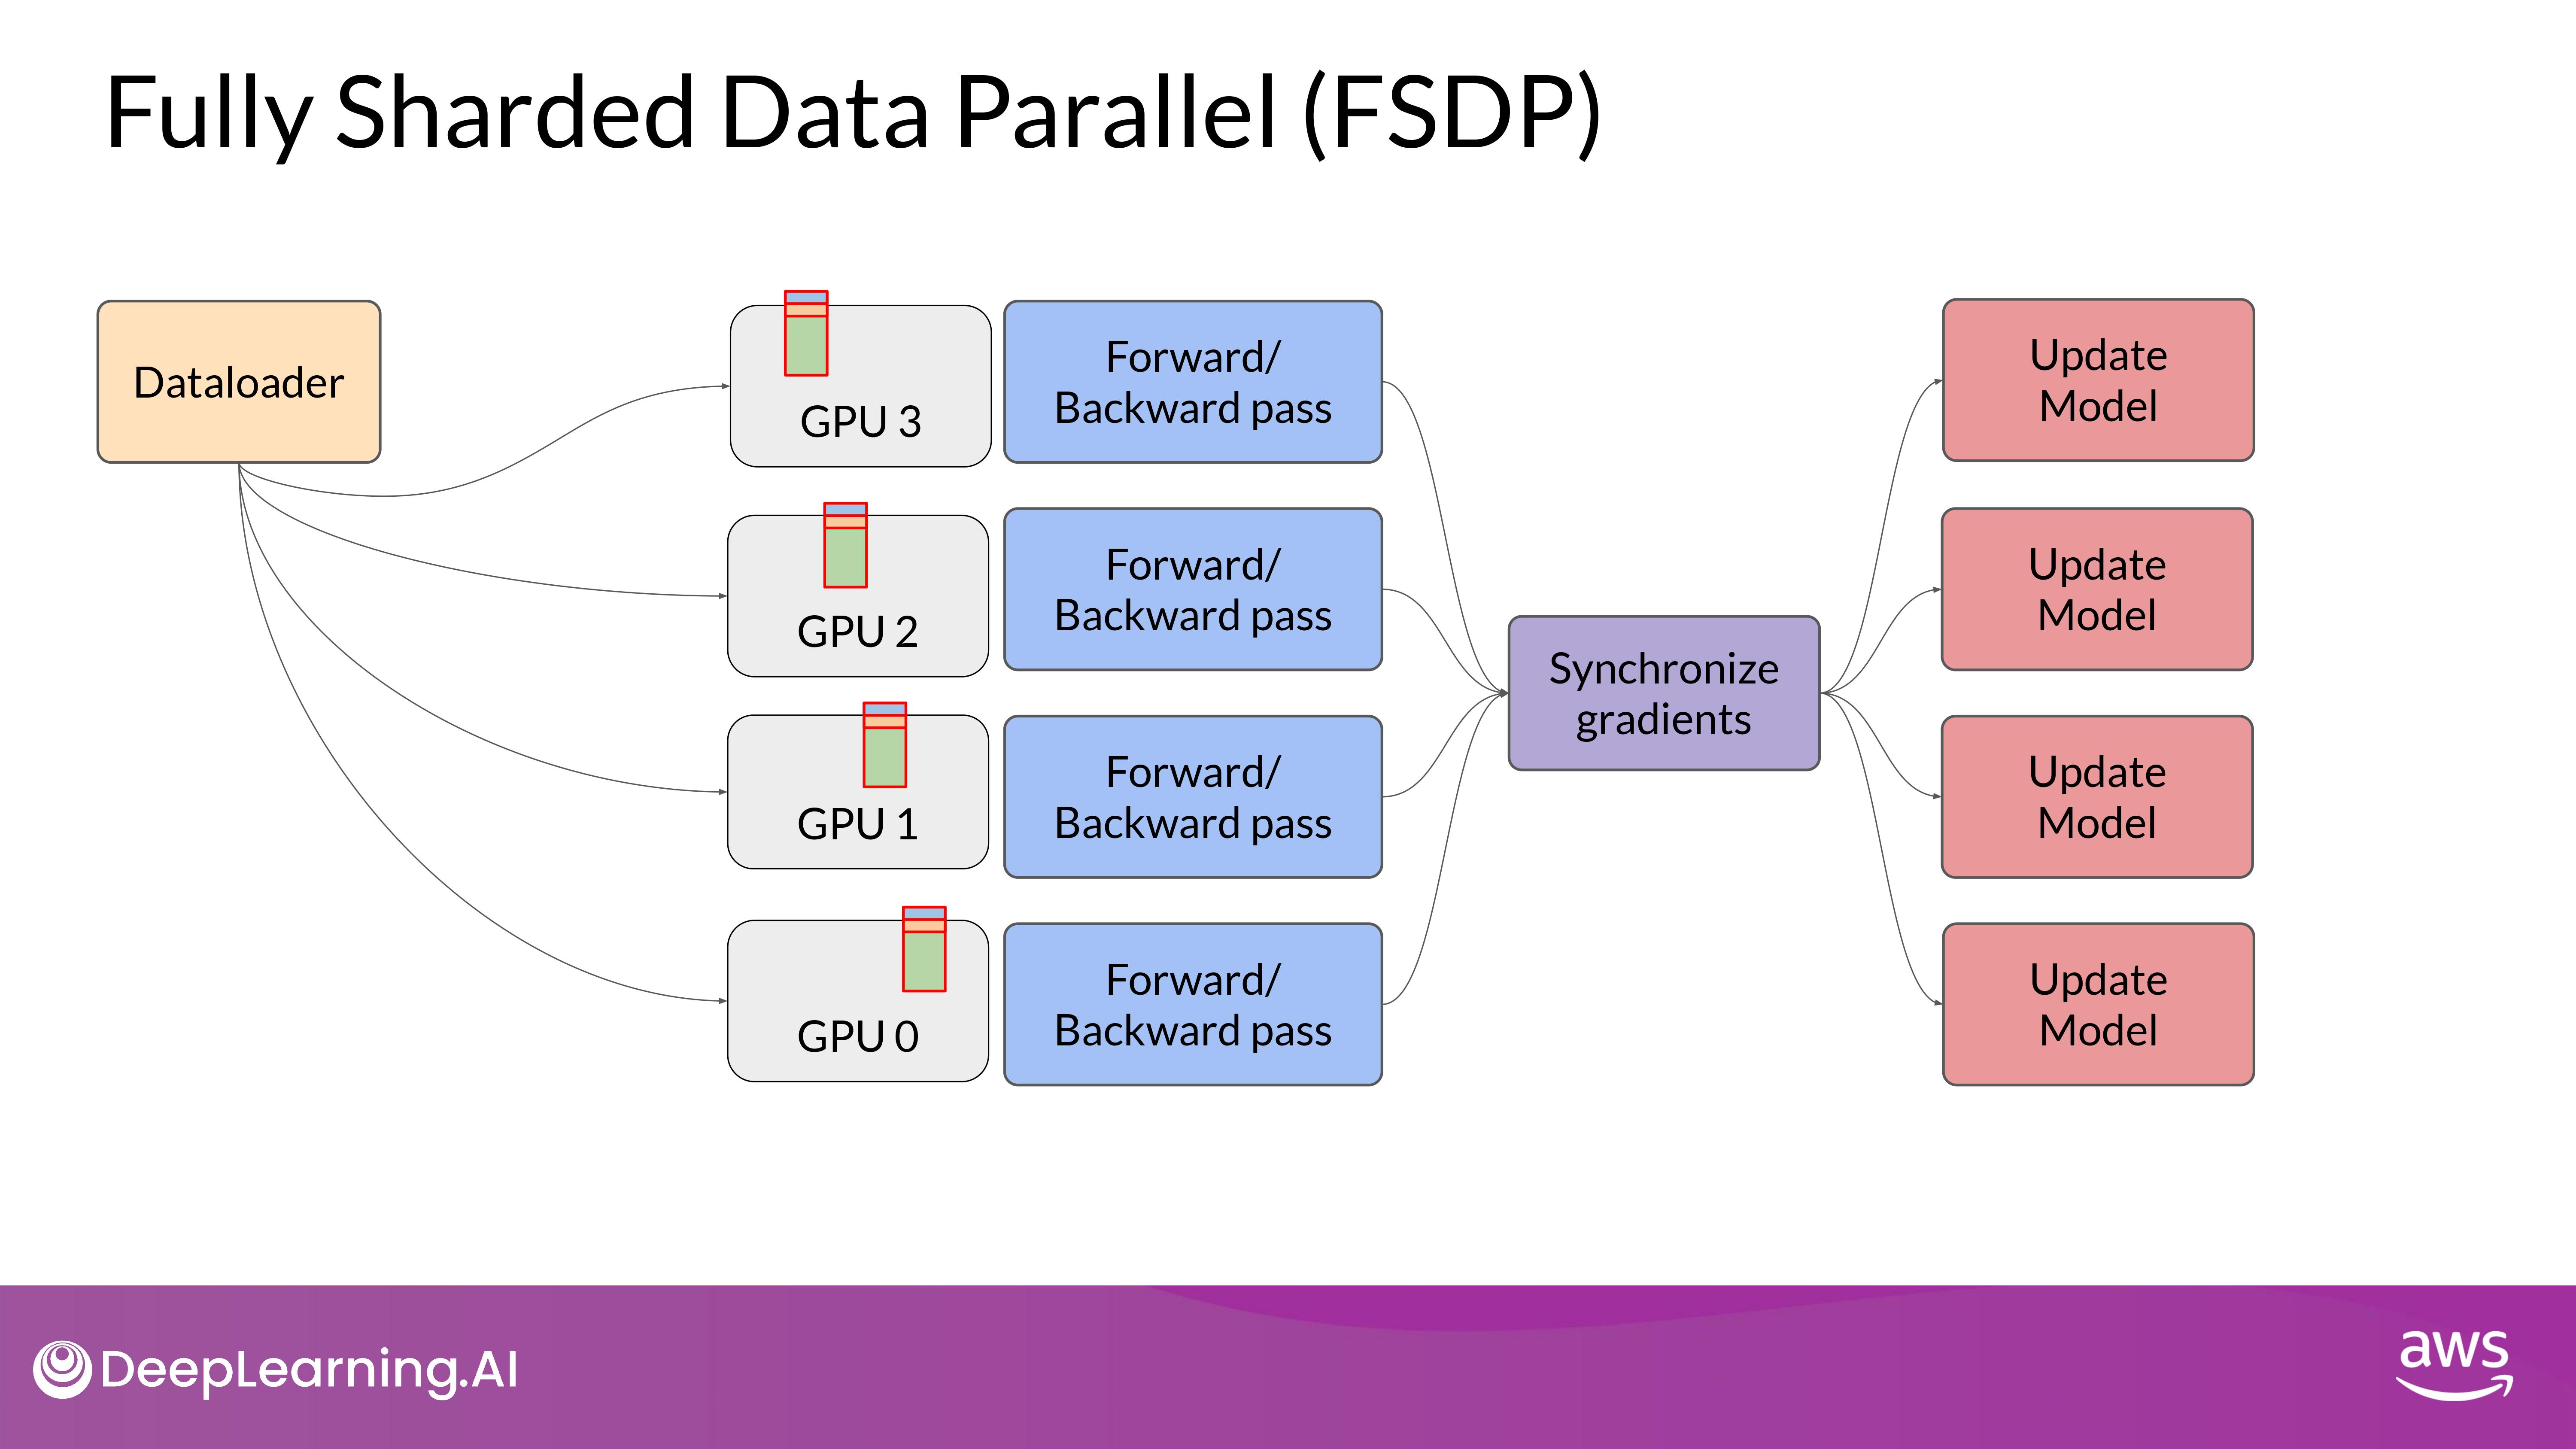 Fully Sharded Data Parallel (FSDP)
Dataloader
GPU 3
Forward/
Backward pass
Update
Model
GPU 2
Forward/
Backward pass
Update
Model
Synchronize
gradients
GPU 1
Forward/
Backward pass
Update
Model
GPU 0
Forward/
Backward pass
Update
Model
DeepLearning.AI
aws